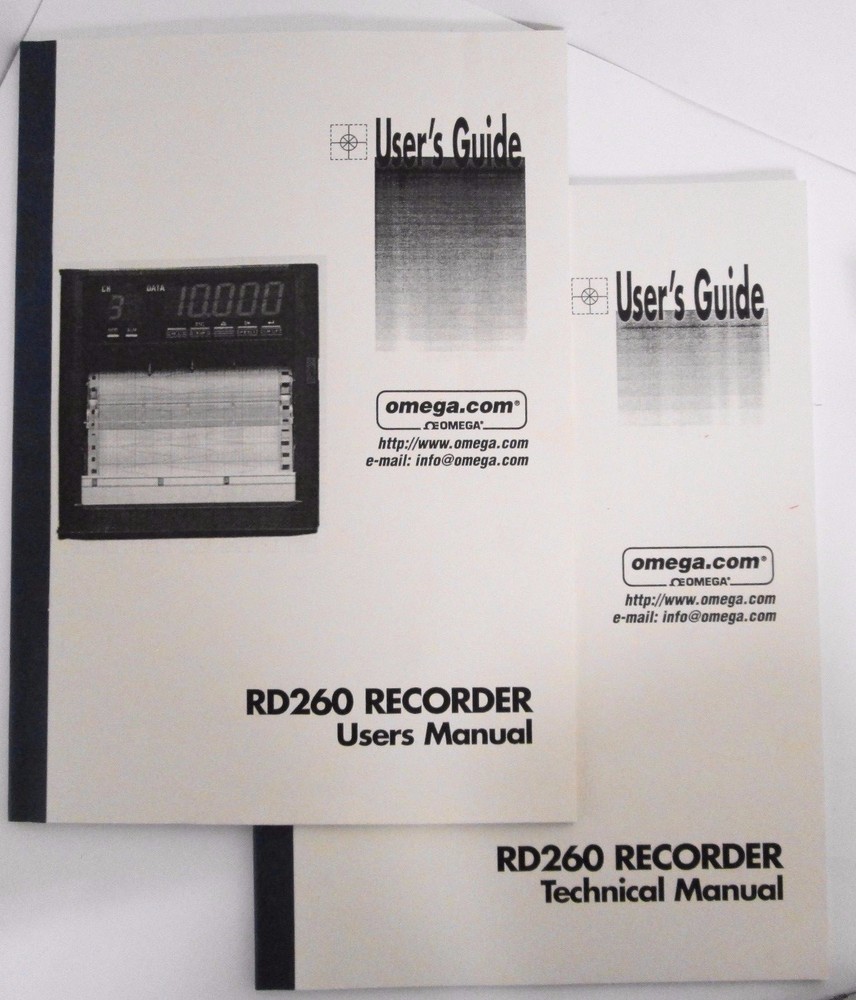 User's Guide
CH
DATA
3
10.000
omega.com®
ΩE OMEGA®
http://www.omega.com
e-mail: info@omega.com
RD260 RECORDER
Users Manual
User's Guide
omega.com®
ΩE OMEGA®
http://www.omega.com
e-mail: info@omega.com
RD260 RECORDER
Technical Manual